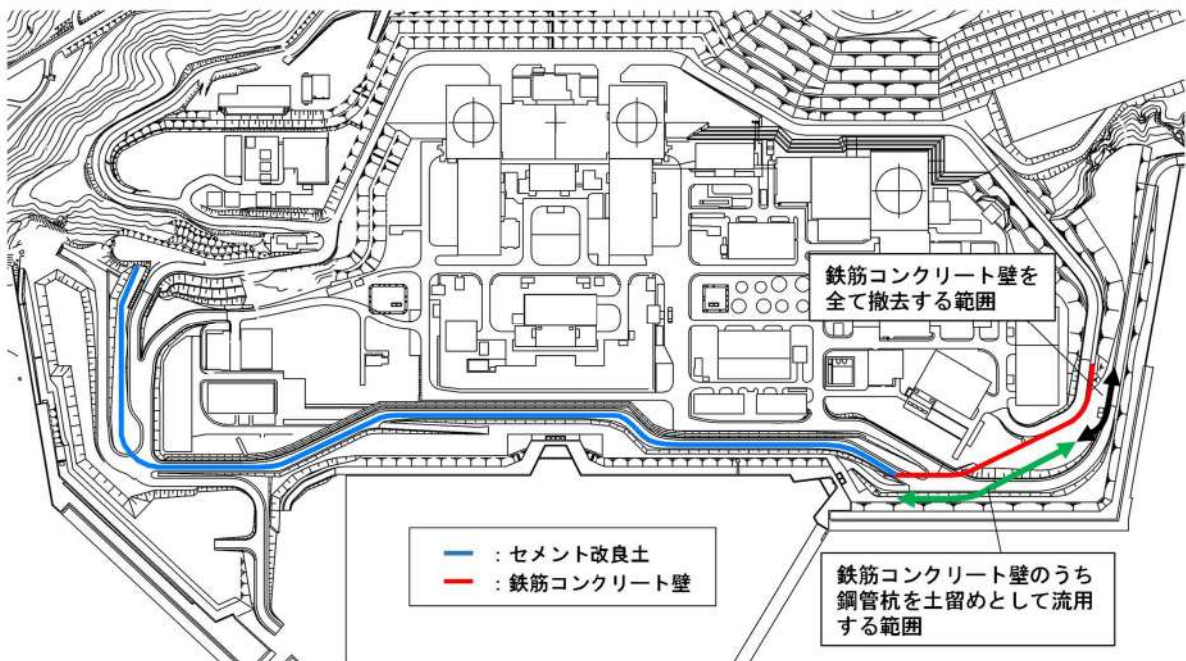 鉄筋コンクリート壁を
全て撤去する範囲
：セメント改良土
：鉄筋コンクリート壁
鉄筋コンクリート壁のうち
鋼管杭を土留めとして流用
する範囲